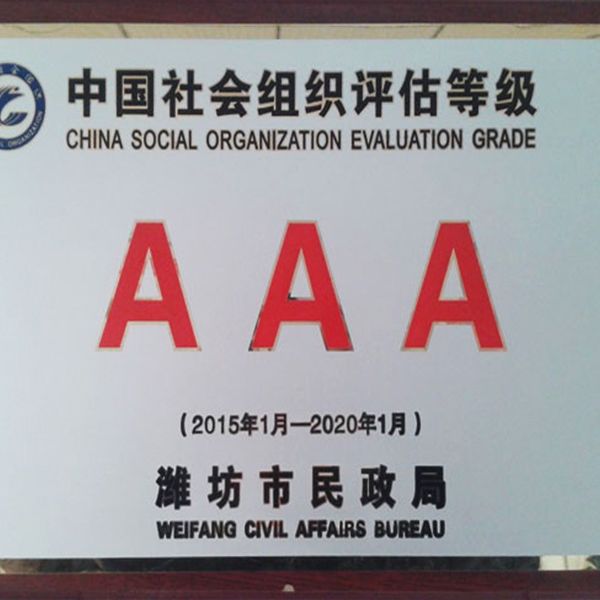 中国社会组织评估等级
CHINA SOCIAL ORGANIZATION EVALUATION GRADE
AAA
（2015年1月—2020年1月）
潍坊市民政局
WEIFANG CIVIL AFFAIRS BUREAU